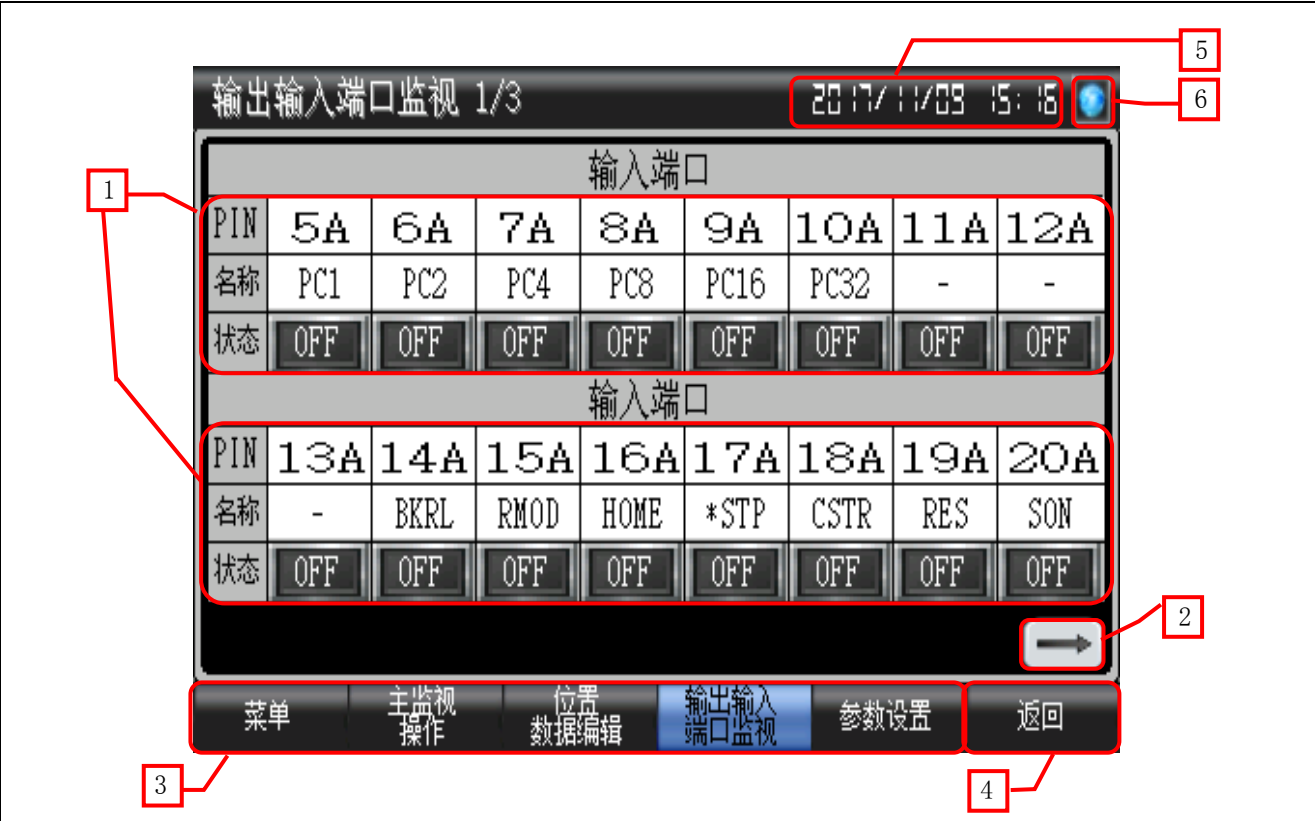 5
输出输入端口监视 1/3
2017/11/09 15:16
6
1
输入端口
PIN 5A 6A 7A 8A 9A 10A 11A 12A
名称 PC1 PC2 PC4 PC8 PC16 PC32 - -
状态 OFF OFF OFF OFF OFF OFF OFF OFF
输入端口
PIN 13A 14A 15A 16A 17A 18A 19A 20A
名称 - BKRL RMOD HOME *STP CSTR RES SON
状态 OFF OFF OFF OFF OFF OFF OFF OFF
2
菜单
主监视
操作
位置
数据编辑
输出输入
端口监视
参数设置
返回
3
4